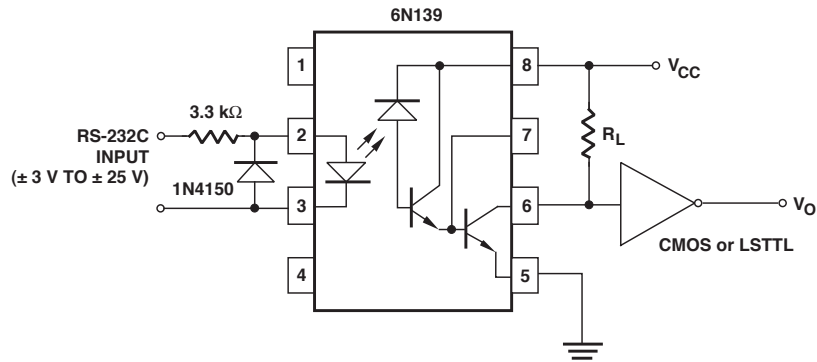 6N139
1
8
V_CC
3.3 kΩ
RS-232C
INPUT
(± 3 V TO ± 25 V)
2
7
R_L
1N4150
3
6
V_O
CMOS or LSTTL
4
5